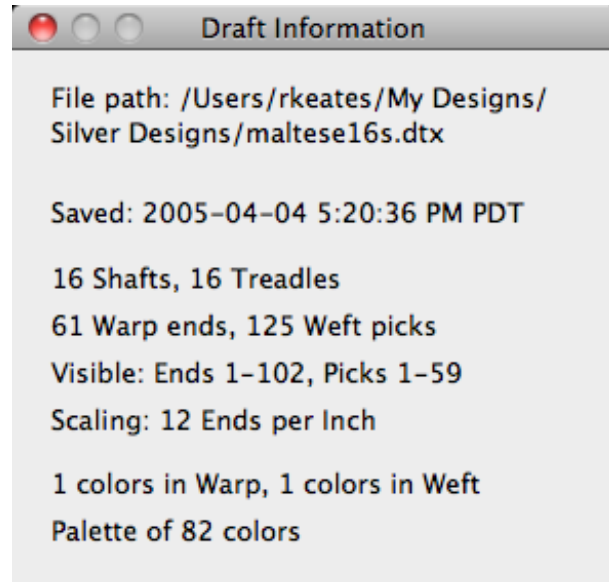 Draft Information
File path: /Users/rkeates/My Designs/
Silver Designs/maltese16s.dtx
Saved: 2005-04-04 5:20:36 PM PDT
16 Shafts, 16 Treadles
61 Warp ends, 125 Weft picks
Visible: Ends 1-102, Picks 1-59
Scaling: 12 Ends per Inch
1 colors in Warp, 1 colors in Weft
Palette of 82 colors